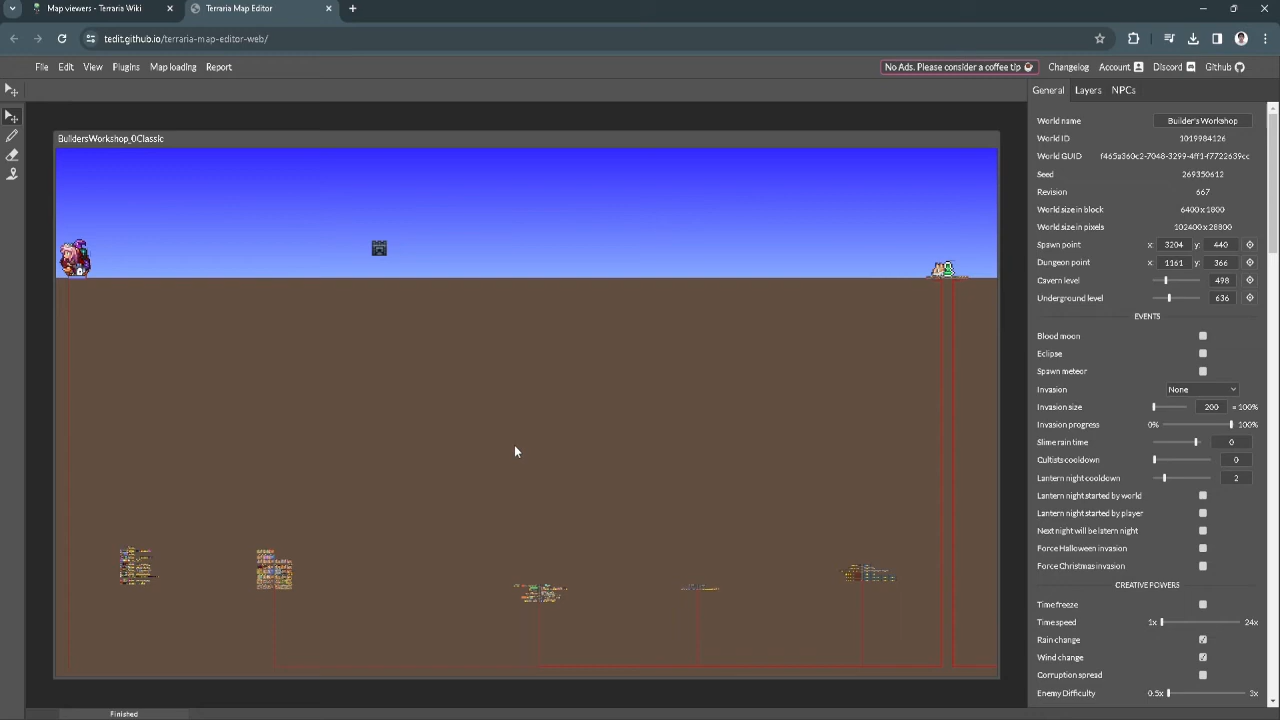 Map viewers - Terraria Wiki
Terraria Map Editor
tedit.github.io/terraria-map-editor-web/
File Edit View Plugins Map loading Report
No Ads. Please consider a coffee tip
Changelog Account Discord Github
General Layers NPCs
BuildersWorkshop_0Classic
World name Builder's Workshop
World ID 1019984126
World GUID f465a360c2-7048-3299-4ff1-f7722639cc
Seed 269350612
Revision 667
World size in block 6400 x 1800
World size in pixels 102400 x 28800
Spawn point x: 3204 y: 440
Dungeon point x: 1161 y: 366
Cavern level 498
Underground level 636
EVENTS
Blood moon
Eclipse
Spawn meteor
Invasion None
Invasion size 200 = 100%
Invasion progress 0% 100%
Slime rain time 0
Cultists cooldown 0
Lantern night cooldown 2
Lantern night started by world
Lantern night started by player
Next night will be latern night
Force Halloween invasion
Force Christmas invasion
CREATIVE POWERS
Time freeze
Time speed 1x 24x
Rain change
Wind change
Corruption spread
Enemy Difficulty 0.5x 3x
Finished